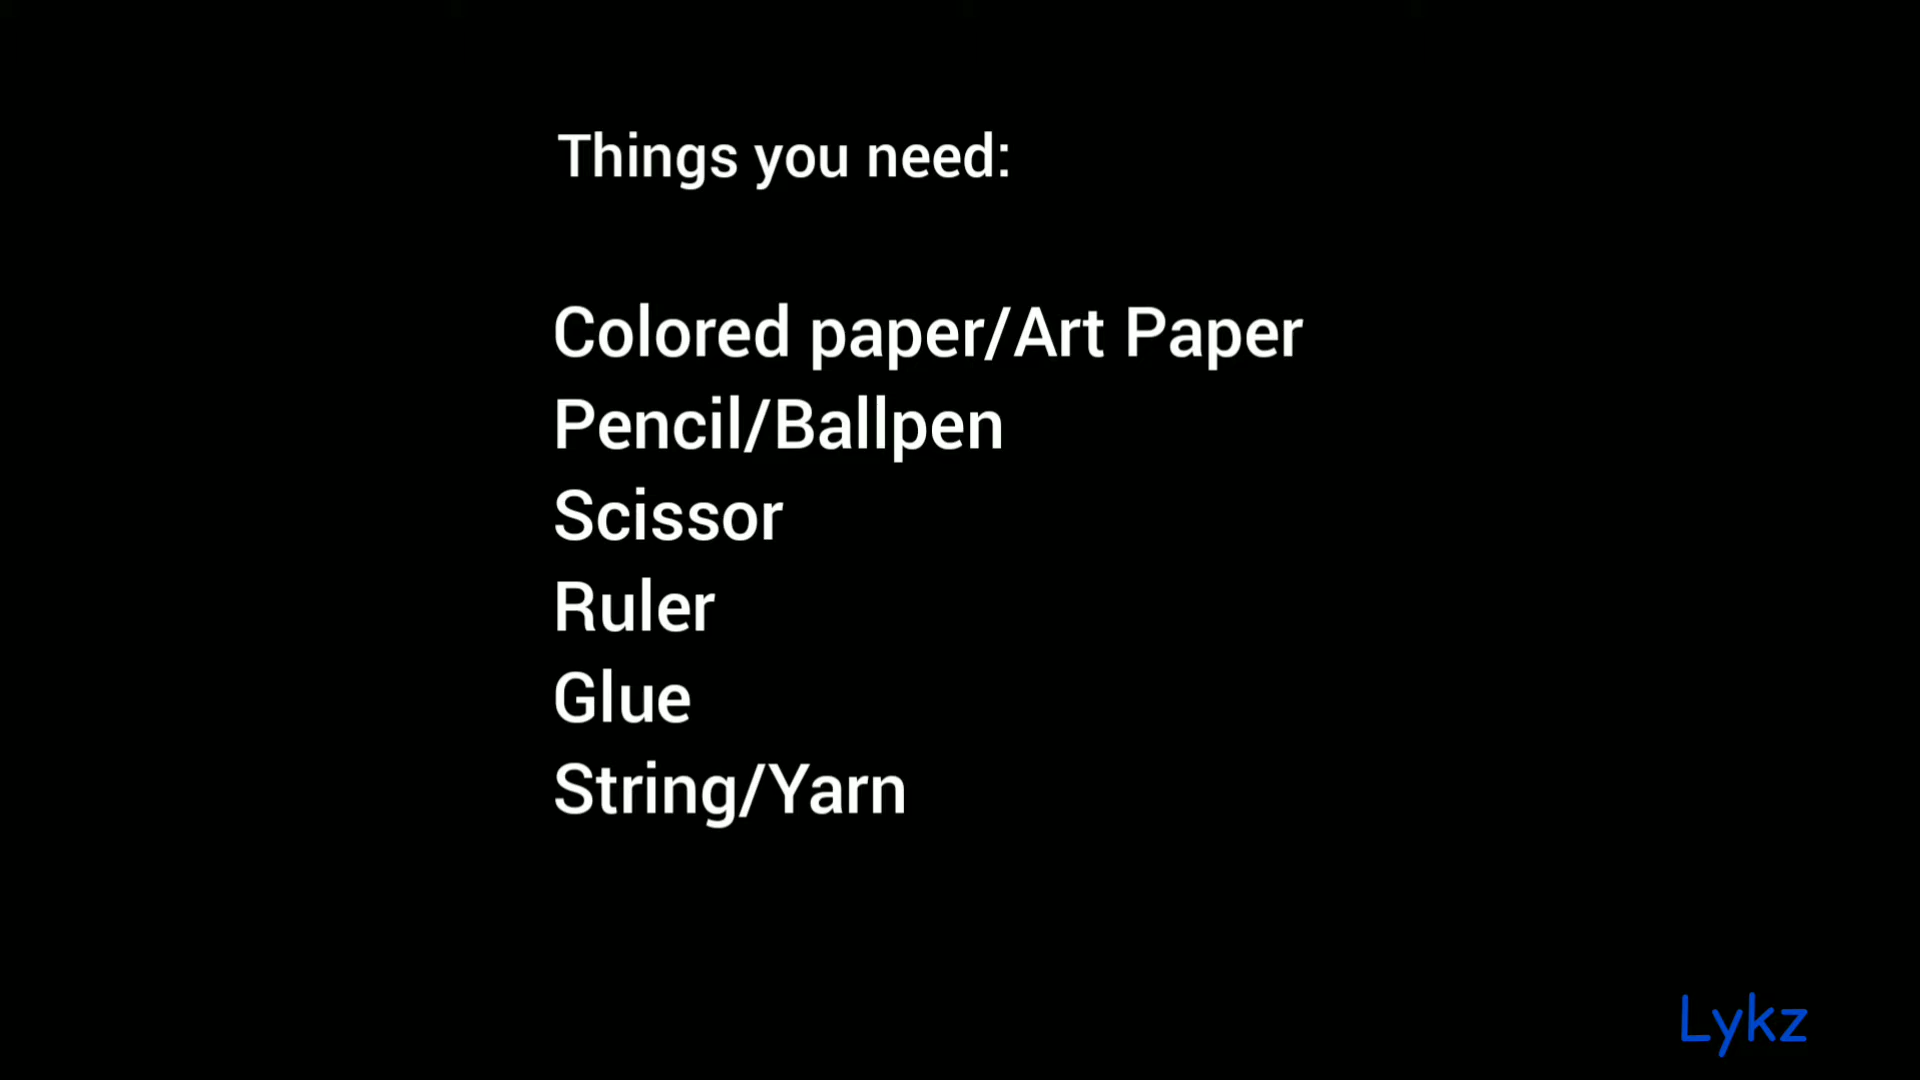 Things you need:
Colored paper/Art Paper
Pencil/Ballpen
Scissor
Ruler
Glue
String/Yarn
Lykz